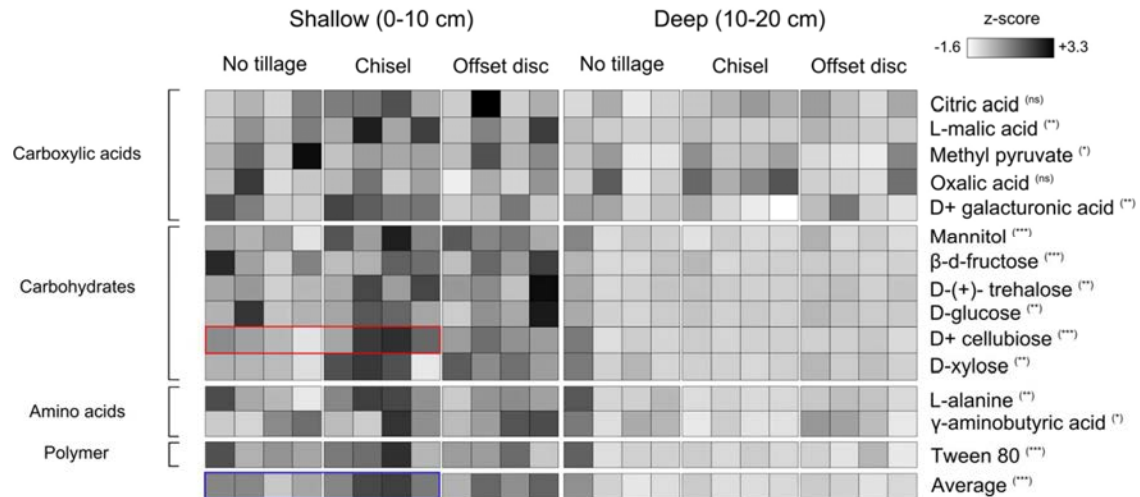 Shallow (0-10 cm) Deep (10-20 cm) z-score
-1.6 +3.3
No tillage Chisel Offset disc No tillage Chisel Offset disc
Citric acid (ns)
L-malic acid (**)
Carboxylic acids Methyl pyruvate (*)
Oxalic acid (ns)
D+ galacturonic acid (**)
Mannitol (***)
β-d-fructose (***)
Carbohydrates D-(+)- trehalose (**)
D-glucose (**)
D+ cellubiose (***)
D-xylose (**)
L-alanine (**)
Amino acids γ-aminobutyric acid (*)
Polymer Tween 80 (***)
Average (***)